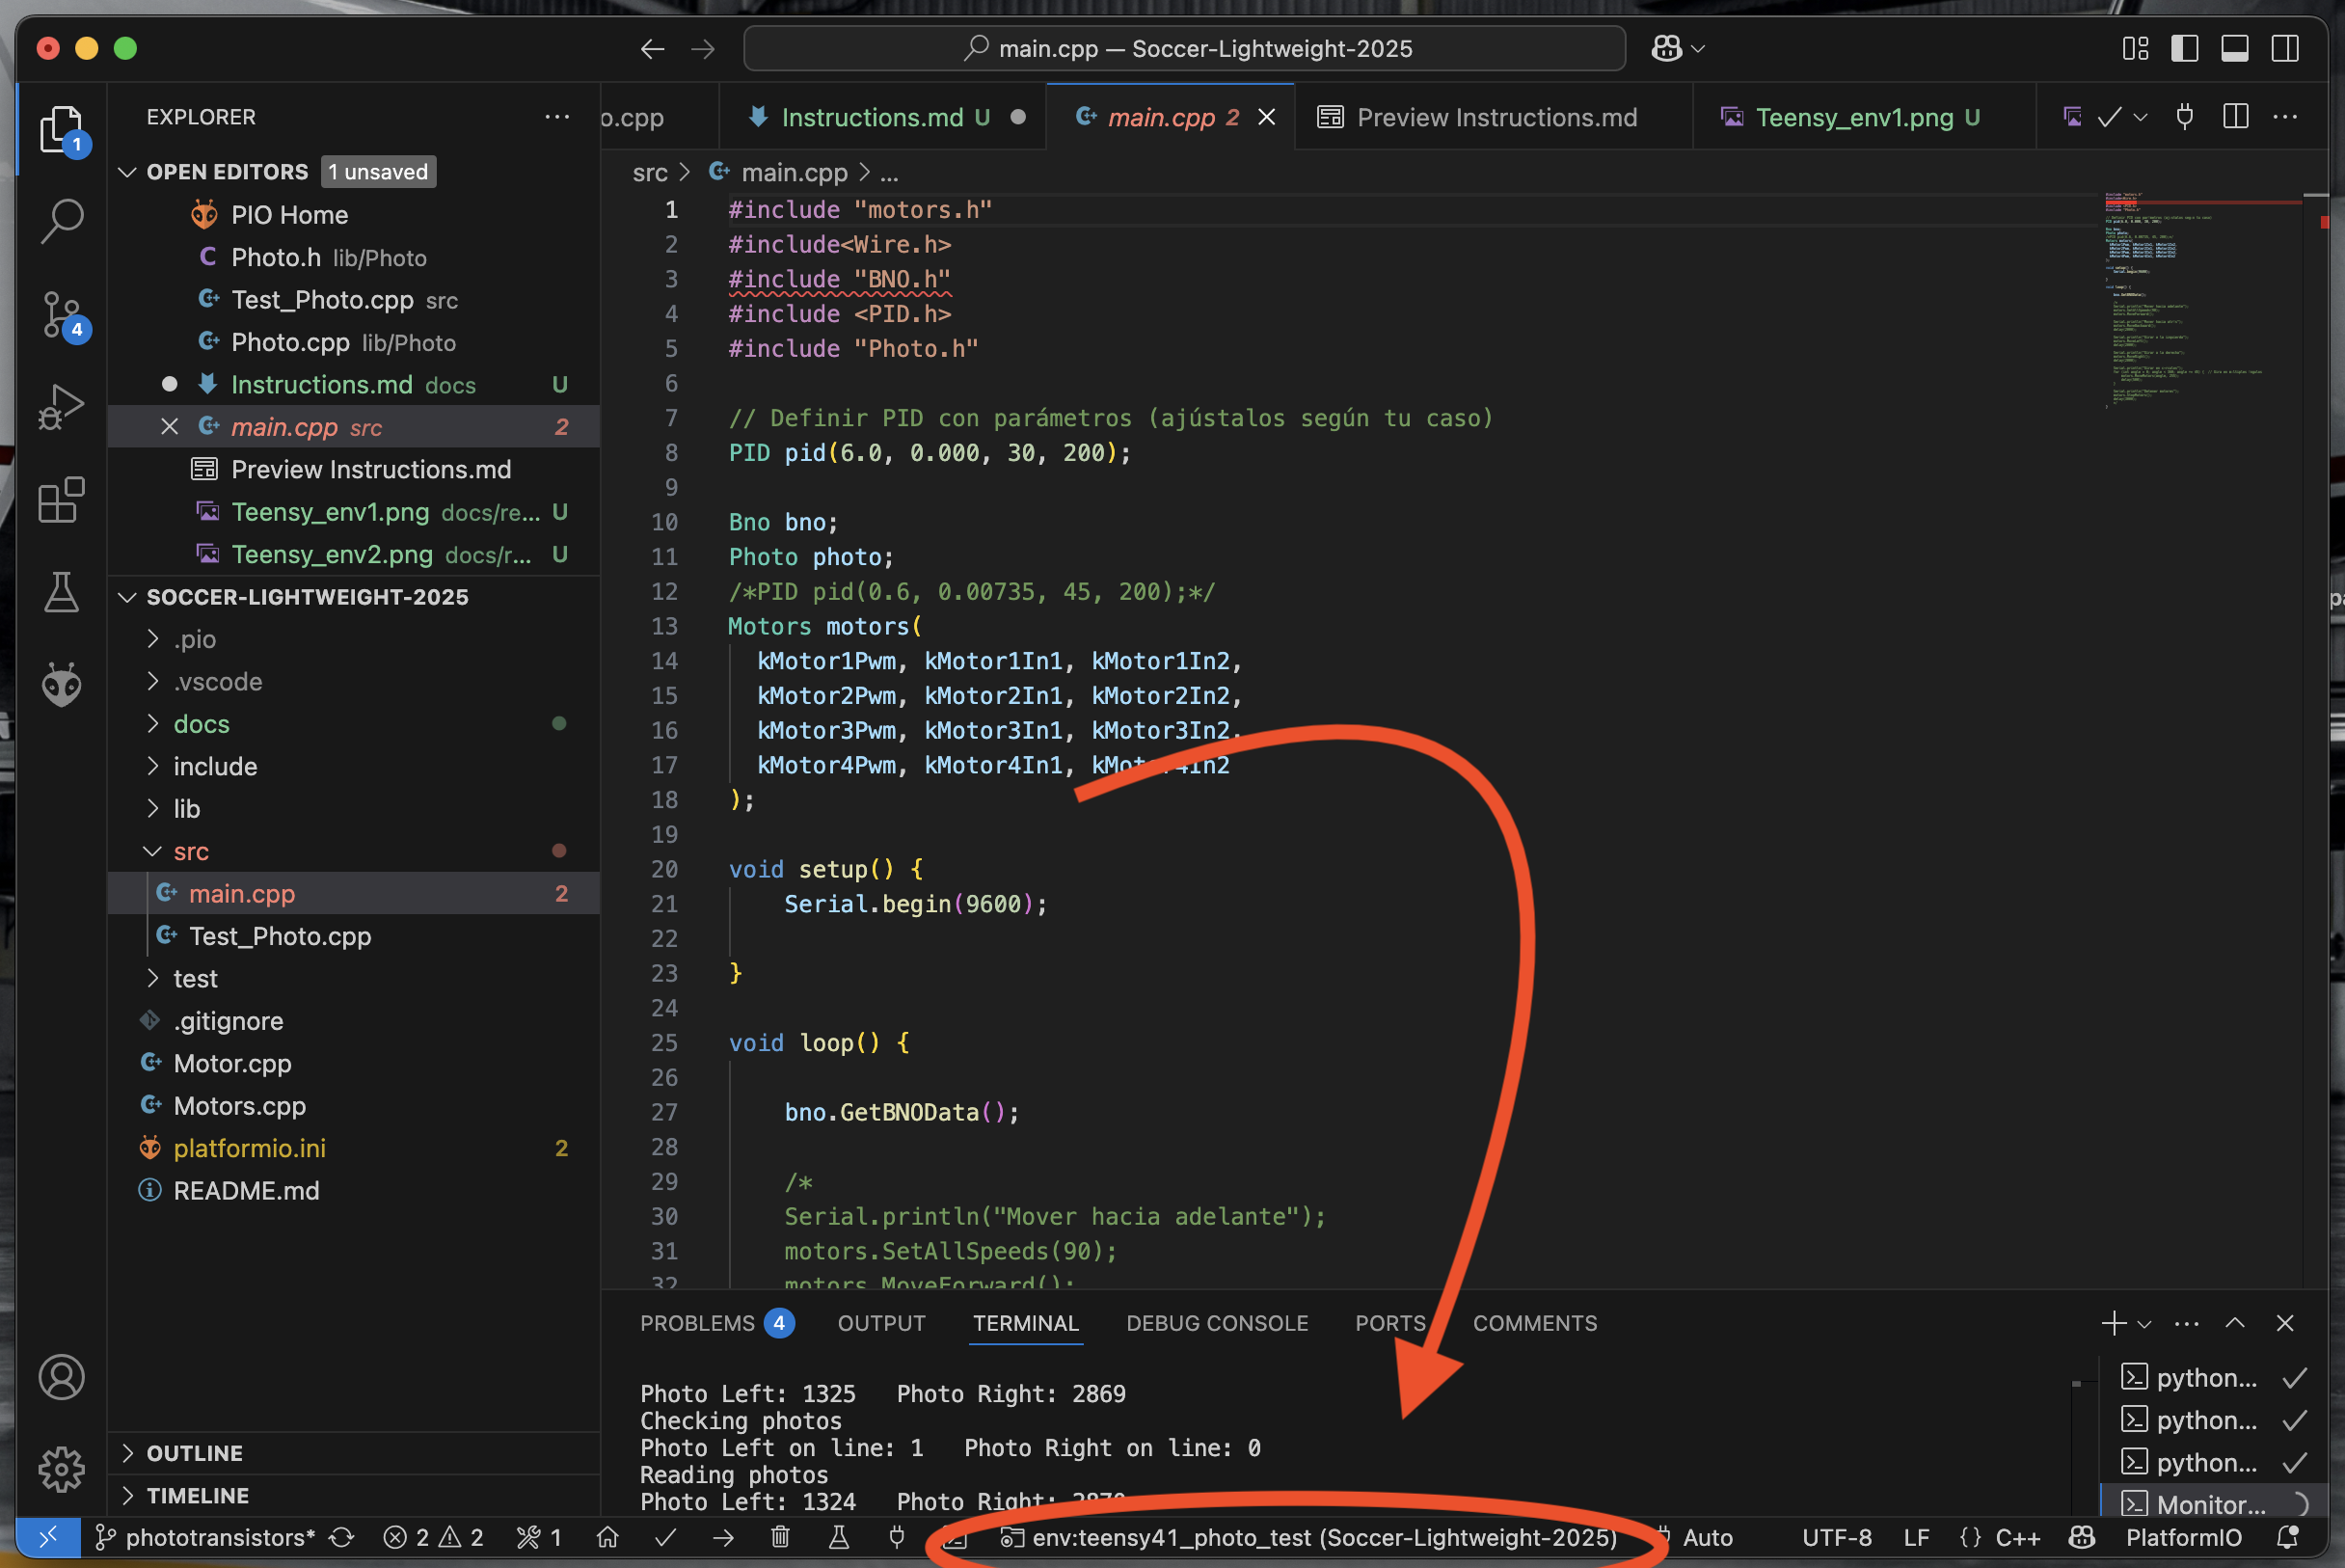 main.cpp — Soccer-Lightweight-2025
EXPLORER
1
OPEN EDITORS 1 unsaved
PIO Home
Photo.h lib/Photo
Test_Photo.cpp src
4
Photo.cpp lib/Photo
Instructions.md docs U
main.cpp src 2
Preview Instructions.md
Teensy_env1.png docs/re... U
Teensy_env2.png docs/r... U
SOCCER-LIGHTWEIGHT-2025
.pio
.vscode
docs
include
lib
src
main.cpp 2
Test_Photo.cpp
test
.gitignore
Motor.cpp
Motors.cpp
platformio.ini 2
README.md
OUTLINE
TIMELINE
o.cpp Instructions.md U main.cpp 2 Preview Instructions.md Teensy_env1.png U
src > main.cpp > ...
1 #include "motors.h"
2 #include<Wire.h>
3 #include "BNO.h"
4 #include <PID.h>
5 #include "Photo.h"
6
7 // Definir PID con parámetros (ajústalos según tu caso)
8 PID pid(6.0, 0.000, 30, 200);
9
10 Bno bno;
11 Photo photo;
12 /*PID pid(0.6, 0.00735, 45, 200);*/
13 Motors motors(
14 kMotor1Pwm, kMotor1In1, kMotor1In2,
15 kMotor2Pwm, kMotor2In1, kMotor2In2,
16 kMotor3Pwm, kMotor3In1, kMotor3In2,
17 kMotor4Pwm, kMotor4In1, kMotor4In2
18 );
19
20 void setup() {
21 Serial.begin(9600);
22
23 }
24
25 void loop() {
26
27 bno.GetBNOData();
28
29 /*
30 Serial.println("Mover hacia adelante");
31 motors.SetAllSpeeds(90);
32 motors.MoveForward();
PROBLEMS 4 OUTPUT TERMINAL DEBUG CONSOLE PORTS COMMENTS
Photo Left: 1325 Photo Right: 2869
Checking photos
Photo Left on line: 1 Photo Right on line: 0
Reading photos
Photo Left: 1324 Photo Right: 2870
python...
python...
python...
Monitor...
phototransistors* 2 2 1 env:teensy41_photo_test (Soccer-Lightweight-2025) Auto UTF-8 LF {} C++ PlatformIO